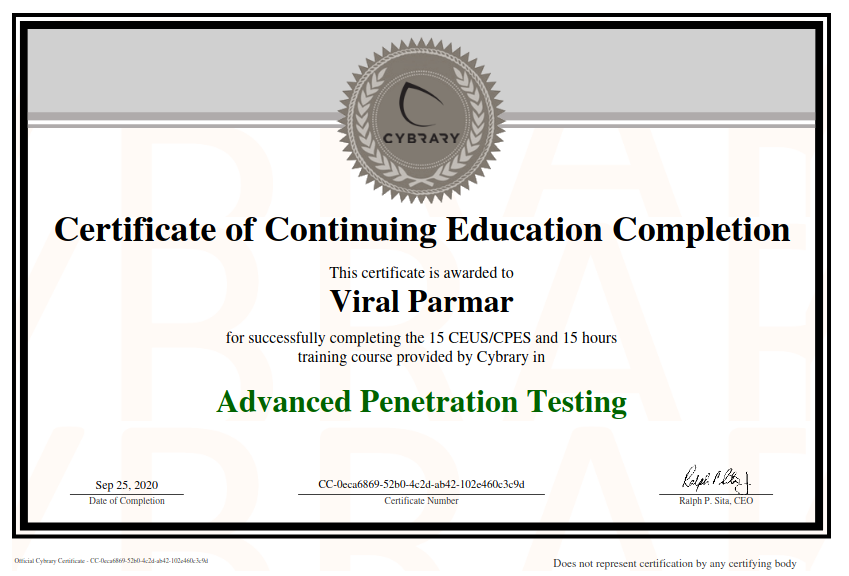 CYBRARY
Certificate of Continuing Education Completion
This certificate is awarded to
Viral Parmar
for successfully completing the 15 CEUS/CPES and 15 hours
training course provided by Cybrary in
Advanced Penetration Testing
Sep 25, 2020
Date of Completion
CC-0eca6869-52b0-4c2d-ab42-102e460c3c9d
Certificate Number
Ralph P. Sita, CEO
Official Cybrary Certificate - CC-0eca6869-52b0-4c2d-ab42-102e460c3c9d
Does not represent certification by any certifying body